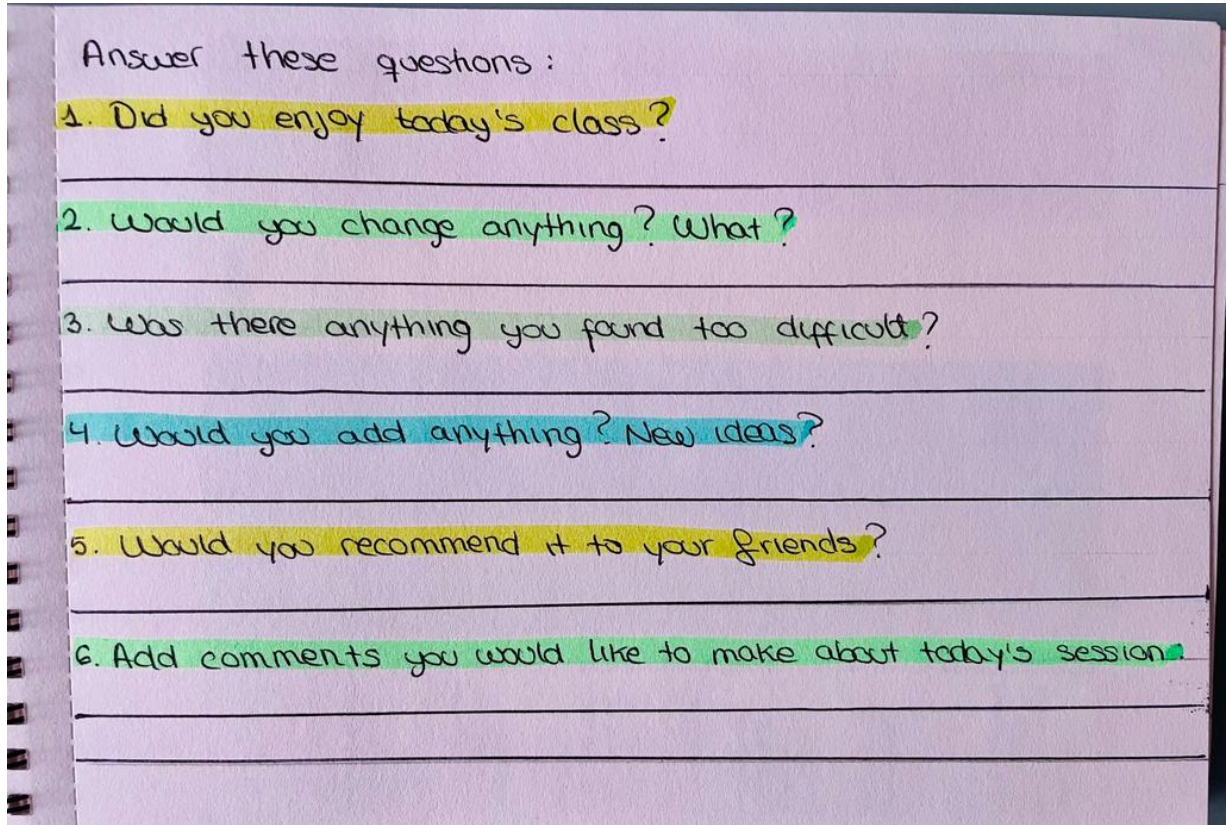 Answer these questions:
1. Did you enjoy today's class?
2. Would you change anything? What?
3. Was there anything you found too difficult?
4. Would you add anything? New ideas?
5. Would you recommend it to your friends?
6. Add comments you would like to make about today's session.